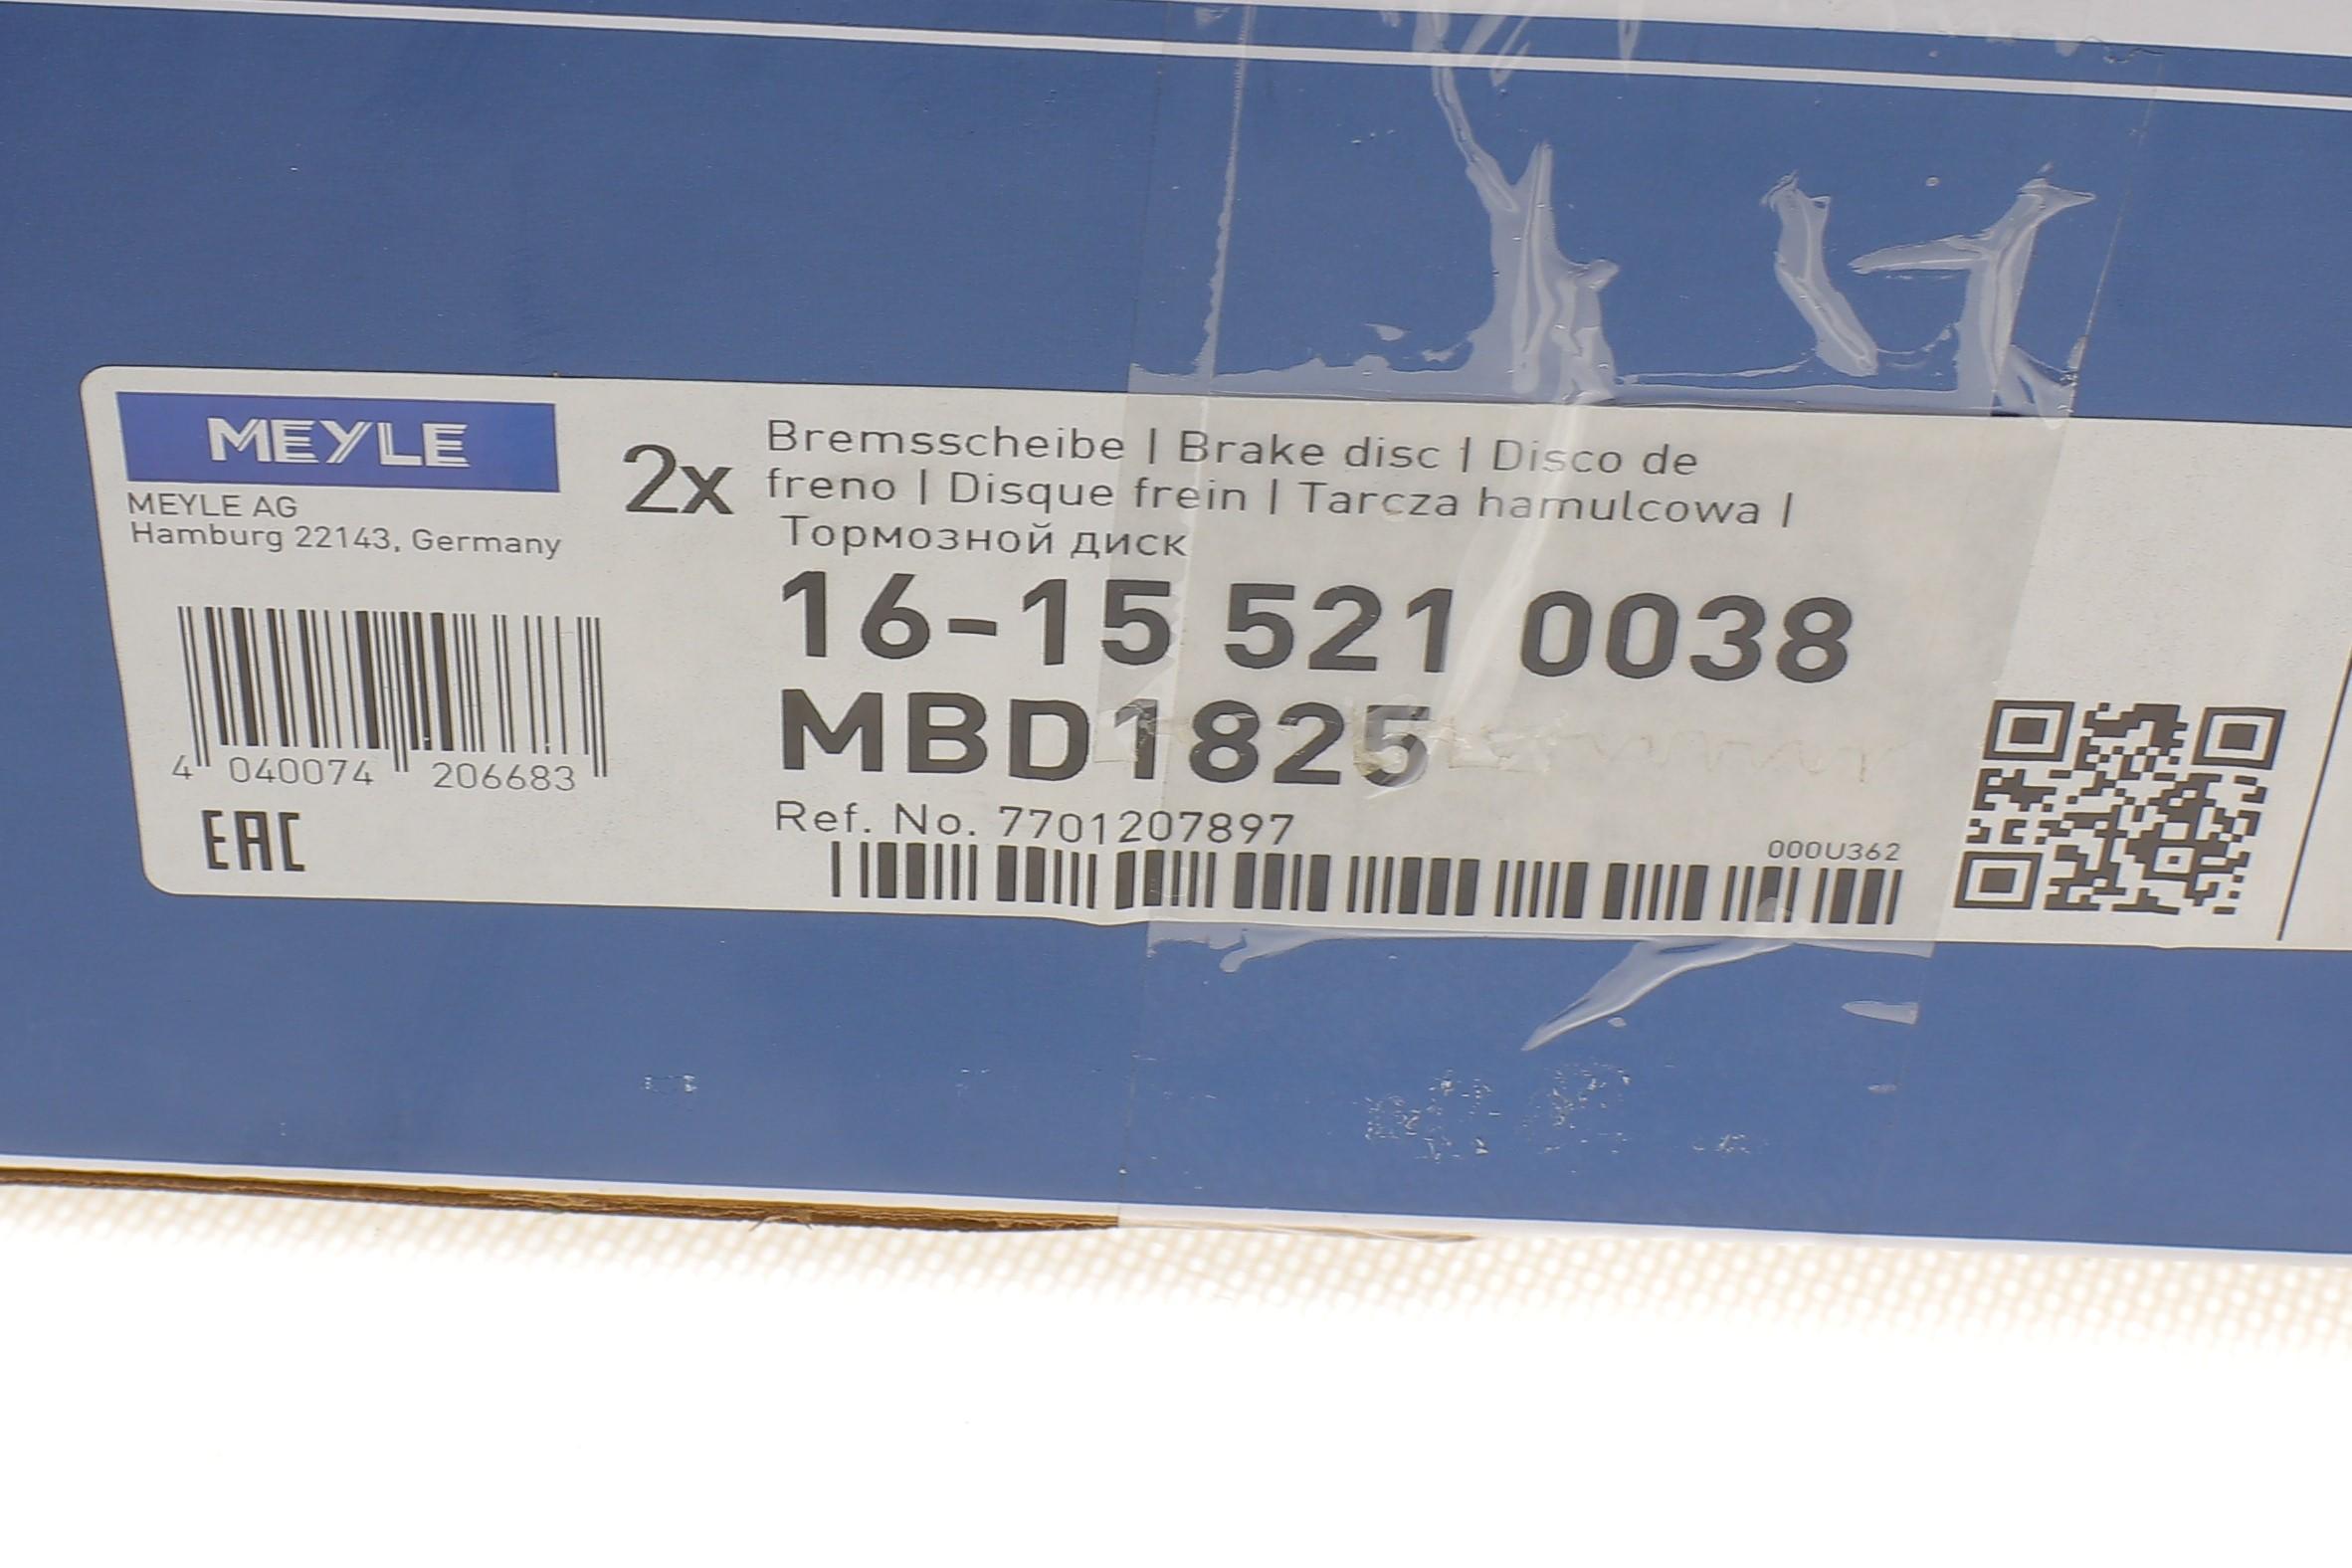 MEYLE
MEYLE AG
Hamburg 22143, Germany
2x
Bremsscheibe | Brake disc | Disco de
freno | Disque frein | Tarcza hamulcowa |
Тормозной диск
16-15 521 0038
MBD1825
Ref. No. 7701207897
000U362
4 040074 206683
EAC